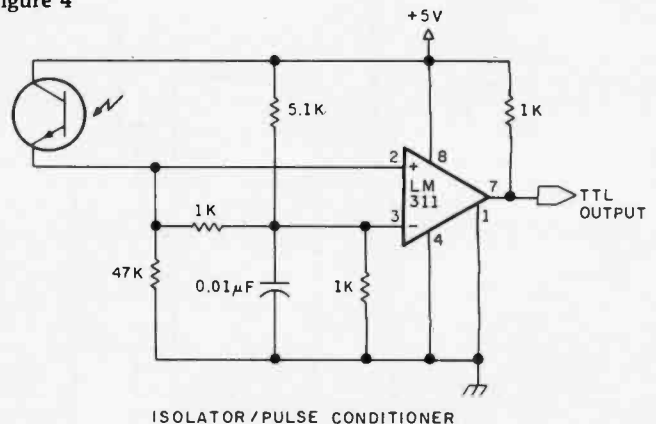 igure 4
+5V
5.1K
1K
2
+
8
LM
311
7
1
TTL
OUTPUT
1K
3
−
4
47K
0.01µF
1K
ISOLATOR/PULSE CONDITIONER